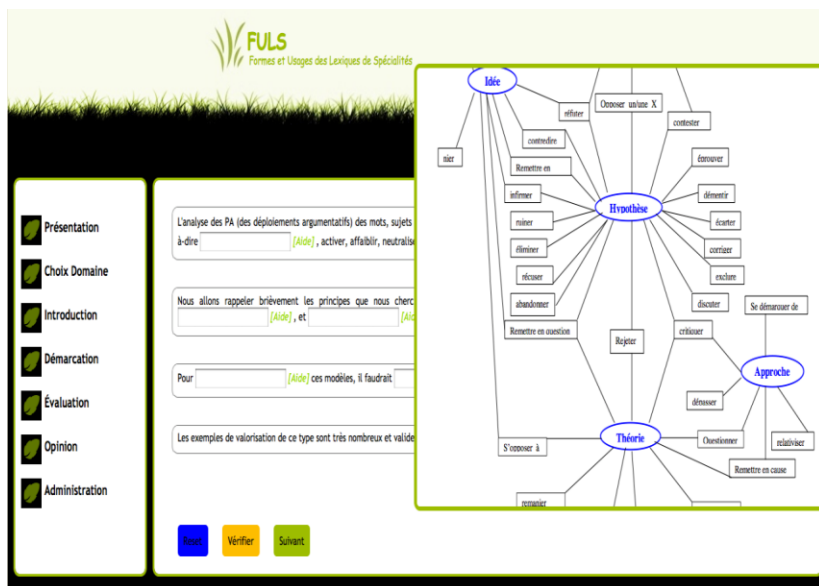 FULS
Formes et Usages des Lexiques de Spécialités
Présentation
Choix Domaine
Introduction
Démarcation
Évaluation
Opinion
Administration
L'analyse des PA (des déploiements argumentatifs) des mots, sujets
à-dire [Aide] , activer, affaiblir, neutralise
Nous allons rappeler brièvement les principes que nous cherc
[Aide] , et [Aide
Pour [Aide] ces modèles, il faudrait
Les exemples de valorisation de ce type sont très nombreux et valide
Reset
Vérifier
Suivant
Idée
réfuter
Opposer un/une X
contester
nier
contredire
Remettre en
éprouver
infirmer
démentir
Hypothèse
ruiner
écarter
éliminer
corriger
récuser
exclure
abandonner
discuter
Se démarquer de
Remettre en question
Rejeter
critiquer
Approche
dépasser
S'opposer à
Théorie
Questionner
relativiser
Remettre en cause
remanier